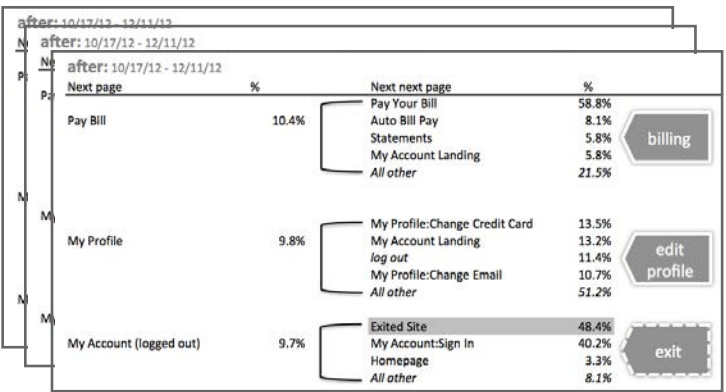 after: 10/17/12 - 12/11/12
after: 10/17/12 - 12/11/12
after: 10/17/12 - 12/11/12
Next page % Next next page %
Pay Bill 10.4% Pay Your Bill 58.8%
Auto Bill Pay 8.1%
Statements 5.8%
My Account Landing 5.8%
All other 21.5%
billing
My Profile 9.8% My Profile:Change Credit Card 13.5%
My Account Landing 13.2%
log out 11.4%
My Profile:Change Email 10.7%
All other 51.2%
edit
profile
My Account (logged out) 9.7% Exited Site 48.4%
My Account:Sign In 40.2%
Homepage 3.3%
All other 8.1%
exit